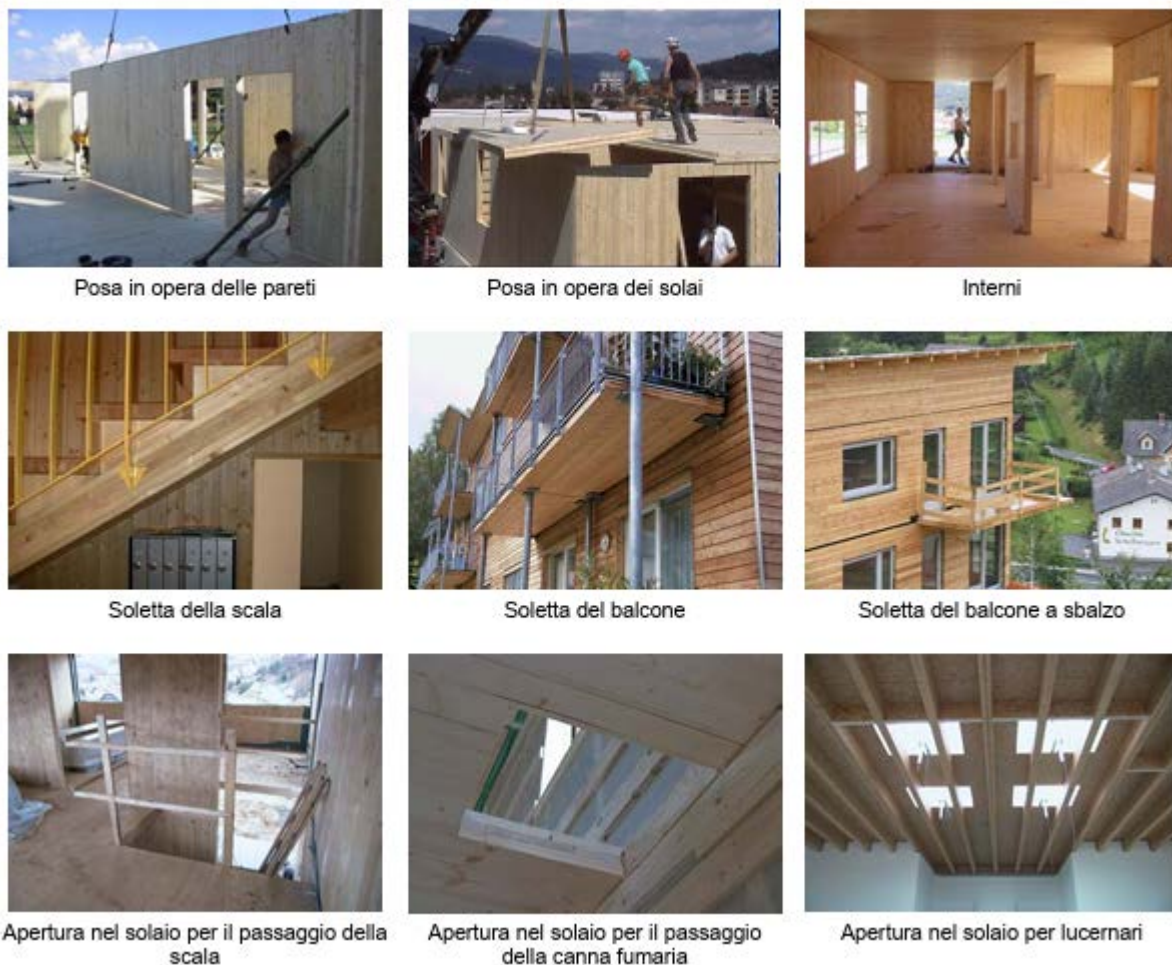 Posa in opera delle pareti
Posa in opera dei solai
Interni
Soletta della scala
Soletta del balcone
Soletta del balcone a sbalzo
Apertura nel solaio per il passaggio della
scala
Apertura nel solaio per il passaggio
della canna fumaria
Apertura nel solaio per lucernari